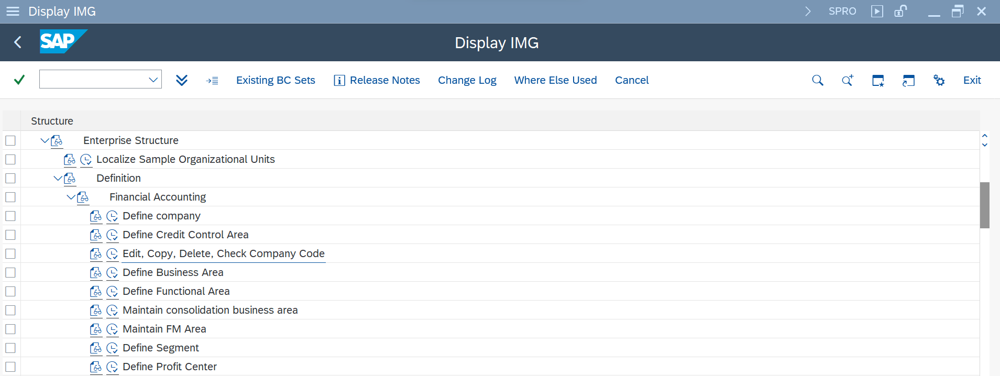 Display IMG
SPRO
SAP
Display IMG
Existing BC Sets
Release Notes
Change Log
Where Else Used
Cancel
Exit
Structure
Enterprise Structure
Localize Sample Organizational Units
Definition
Financial Accounting
Define company
Define Credit Control Area
Edit, Copy, Delete, Check Company Code
Define Business Area
Define Functional Area
Maintain consolidation business area
Maintain FM Area
Define Segment
Define Profit Center